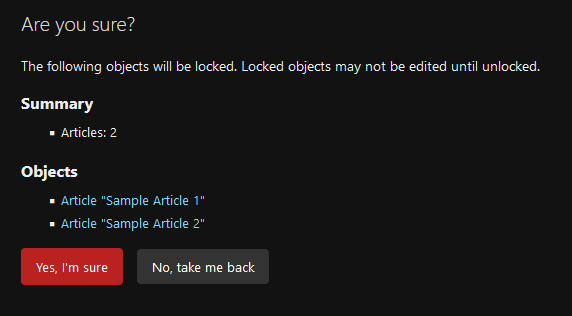 Are you sure?
The following objects will be locked. Locked objects may not be edited until unlocked.
Summary
Articles: 2
Objects
Article "Sample Article 1"
Article "Sample Article 2"
Yes, I'm sure
No, take me back